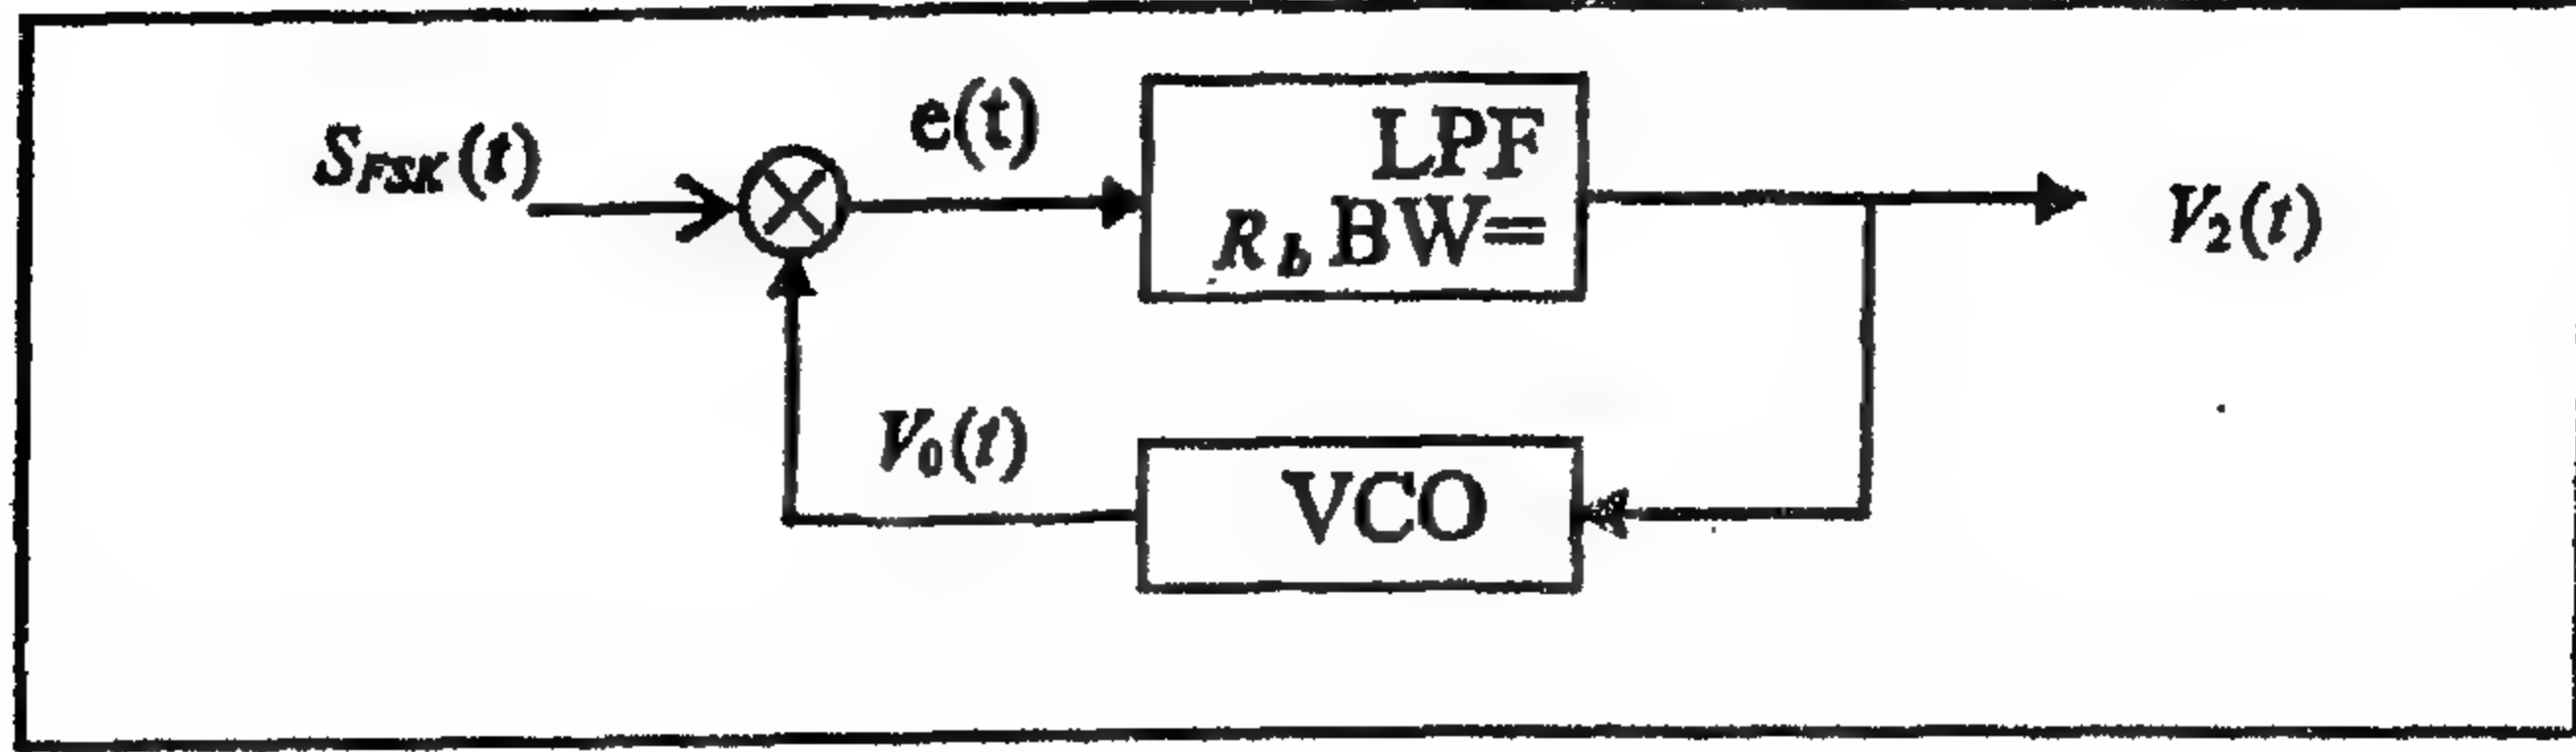 S_FSK(t)
e(t)
LPF
R_b BW=
V_2(t)
V_0(t)
VCO